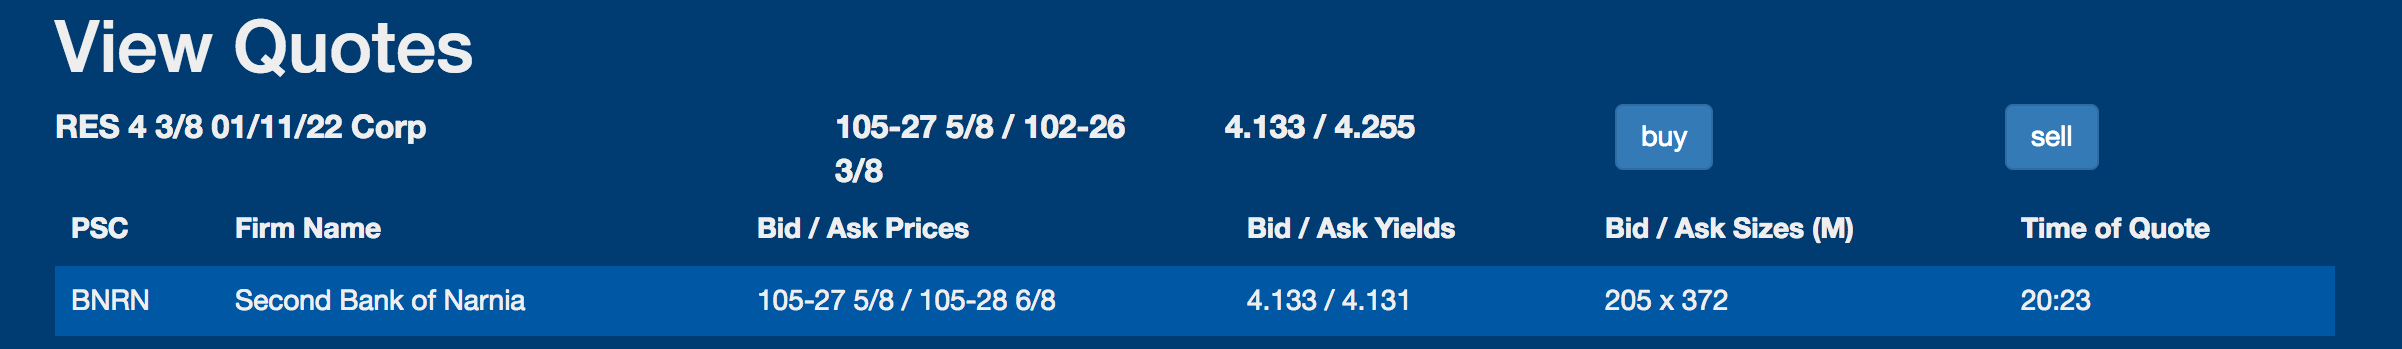 View Quotes
RES 4 3/8 01/11/22 Corp 105-27 5/8 / 102-26 3/8 4.133 / 4.255 buy sell
PSC Firm Name Bid / Ask Prices Bid / Ask Yields Bid / Ask Sizes (M) Time of Quote
BNRN Second Bank of Narnia 105-27 5/8 / 105-28 6/8 4.133 / 4.131 205 x 372 20:23